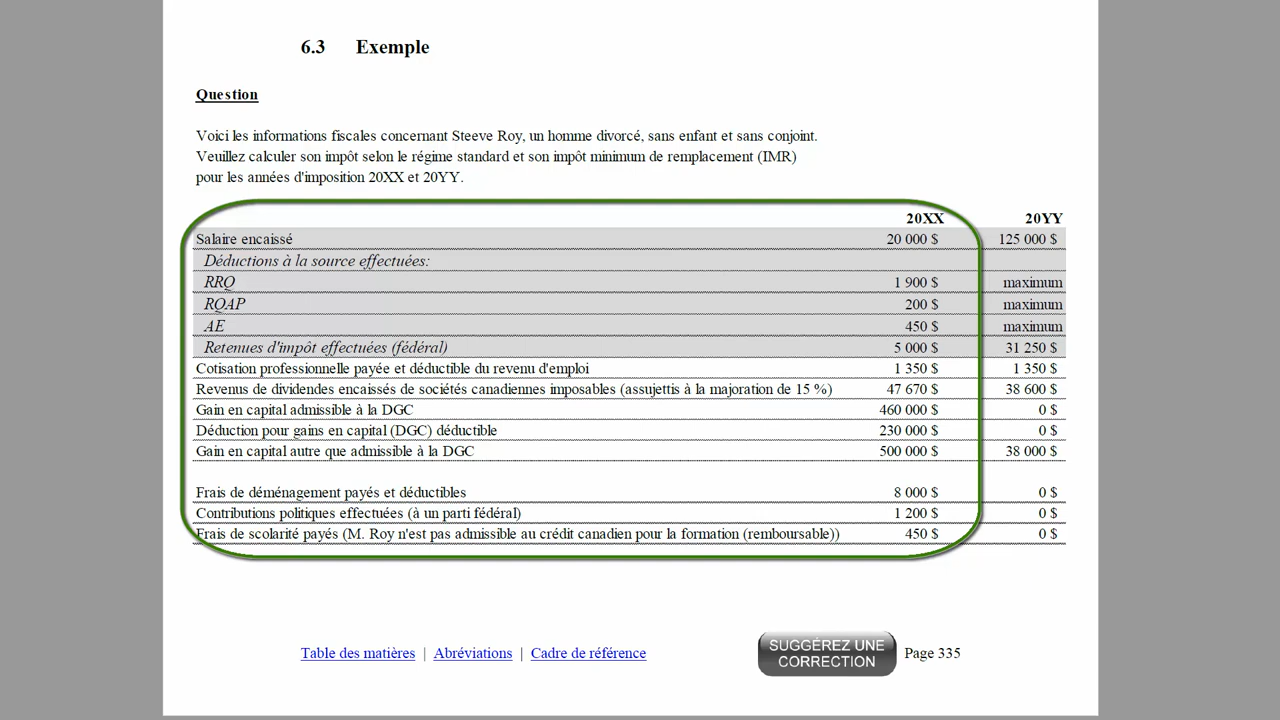 6.3 Exemple
Question
Voici les informations fiscales concernant Steeve Roy, un homme divorcé, sans enfant et sans conjoint.
Veuillez calculer son impôt selon le régime standard et son impôt minimum de remplacement (IMR)
pour les années d'imposition 20XX et 20YY.
20XX 20YY
Salaire encaissé 20 000 $ 125 000 $
Déductions à la source effectuées:
RRQ 1 900 $ maximum
RQAP 200 $ maximum
AE 450 $ maximum
Retenues d'impôt effectuées (fédéral) 5 000 $ 31 250 $
Cotisation professionnelle payée et déductible du revenu d'emploi 1 350 $ 1 350 $
Revenus de dividendes encaissés de sociétés canadiennes imposables (assujettis à la majoration de 15 %) 47 670 $ 38 600 $
Gain en capital admissible à la DGC 460 000 $ 0 $
Déduction pour gains en capital (DGC) déductible 230 000 $ 0 $
Gain en capital autre que admissible à la DGC 500 000 $ 38 000 $
Frais de déménagement payés et déductibles 8 000 $ 0 $
Contributions politiques effectuées (à un parti fédéral) 1 200 $ 0 $
Frais de scolarité payés (M. Roy n'est pas admissible au crédit canadien pour la formation (remboursable)) 450 $ 0 $
Table des matières | Abréviations | Cadre de référence
SUGGÉREZ UNE
CORRECTION
Page 335